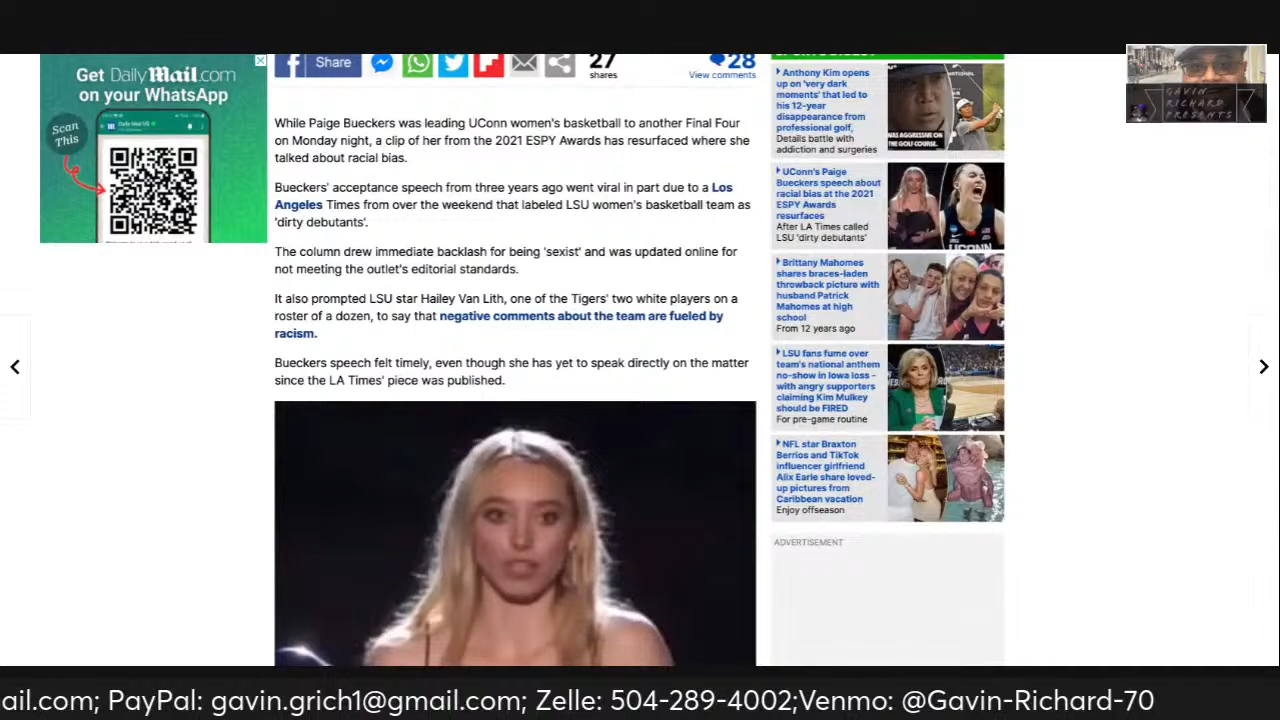 Get DailyMail.com
on your WhatsApp
Scan
This
Share
27
shares
28
View comments
While Paige Bueckers was leading UConn women's basketball to another Final Four
on Monday night, a clip of her from the 2021 ESPY Awards has resurfaced where she
talked about racial bias.
Bueckers' acceptance speech from three years ago went viral in part due to a Los
Angeles Times from over the weekend that labeled LSU women's basketball team as
'dirty debutants'.
The column drew immediate backlash for being 'sexist' and was updated online for
not meeting the outlet's editorial standards.
It also prompted LSU star Hailey Van Lith, one of the Tigers' two white players on a
roster of a dozen, to say that negative comments about the team are fueled by
racism.
Bueckers speech felt timely, even though she has yet to speak directly on the matter
since the LA Times' piece was published.
Anthony Kim opens
up on 'very dark
moments' that led to
his 12-year
disappearance from
professional golf,
Details battle with
addiction and surgeries
WAS AGGRESSIVE ON
THE GOLF COURSE.
UConn's Paige
Bueckers speech about
racial bias at the 2021
ESPY Awards
resurfaces
After LA Times called
LSU 'dirty debutants'
UCONN
Brittany Mahomes
shares braces-laden
throwback picture with
husband Patrick
Mahomes at high
school
From 12 years ago
LSU fans fume over
team's national anthem
no-show in Iowa loss -
with angry supporters
claiming Kim Mulkey
should be FIRED
For pre-game routine
NFL star Braxton
Berrios and TikTok
influencer girlfriend
Alix Earle share loved-
up pictures from
Caribbean vacation
Enjoy offseason
ADVERTISEMENT
GAVIN
RICHARD
PRESENTS
ail.com; PayPal: gavin.grich1@gmail.com; Zelle: 504-289-4002;Venmo: @Gavin-Richard-70